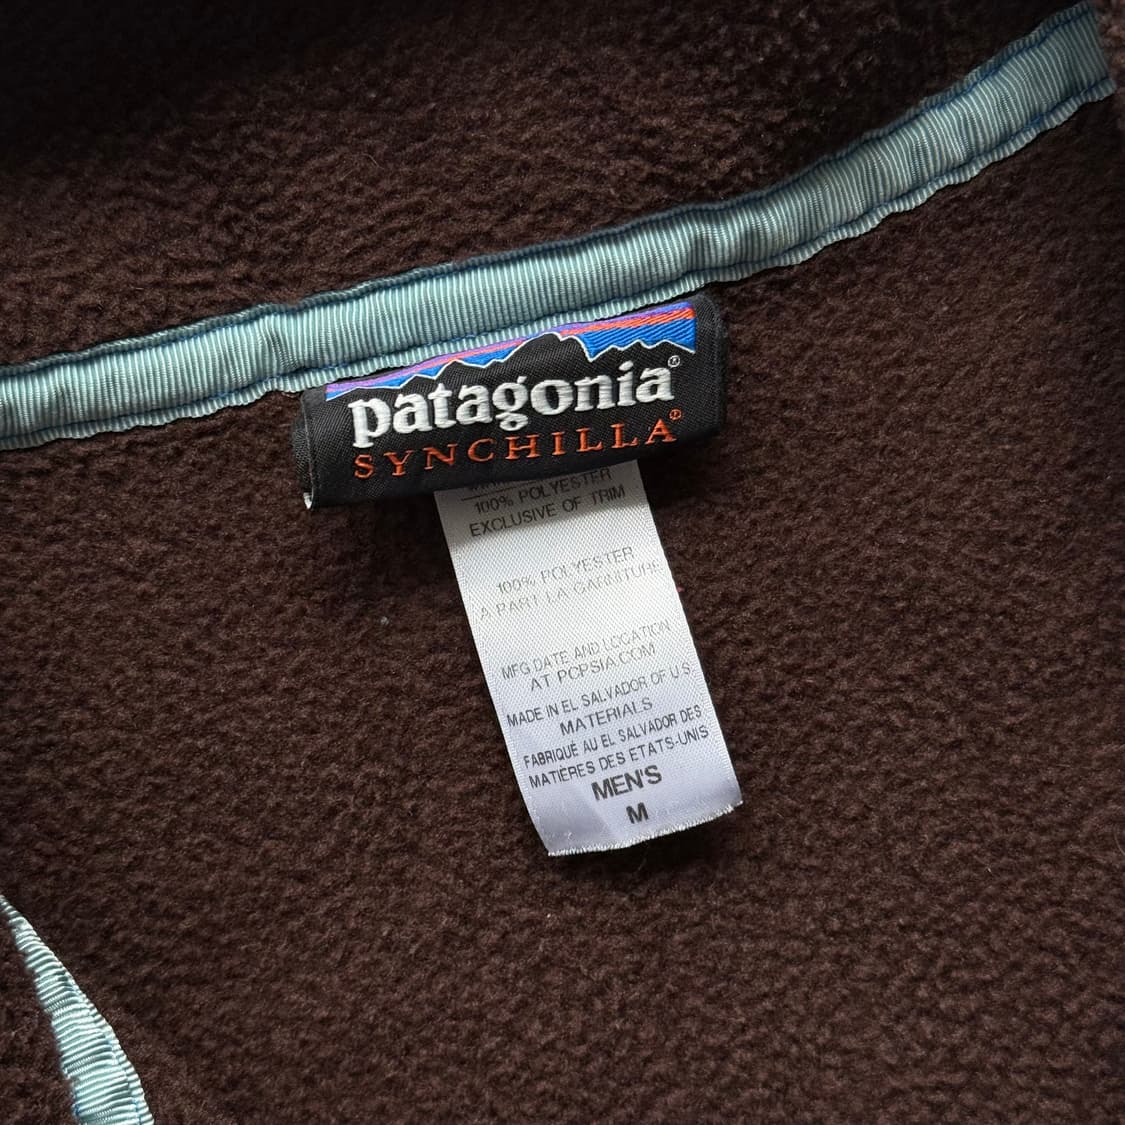 patagonia®
SYNCHILLA®
100% POLYESTER
EXCLUSIVE OF TRIM
100% POLYESTER
A PART LA GARNITURE
MFG DATE AND LOCATION
AT PCPSIA.COM
MADE IN EL SALVADOR OF U.S.
MATERIALS
FABRIQUÉ AU EL SALVADOR DES
MATIÈRES DES ETATS-UNIS
MEN'S
M